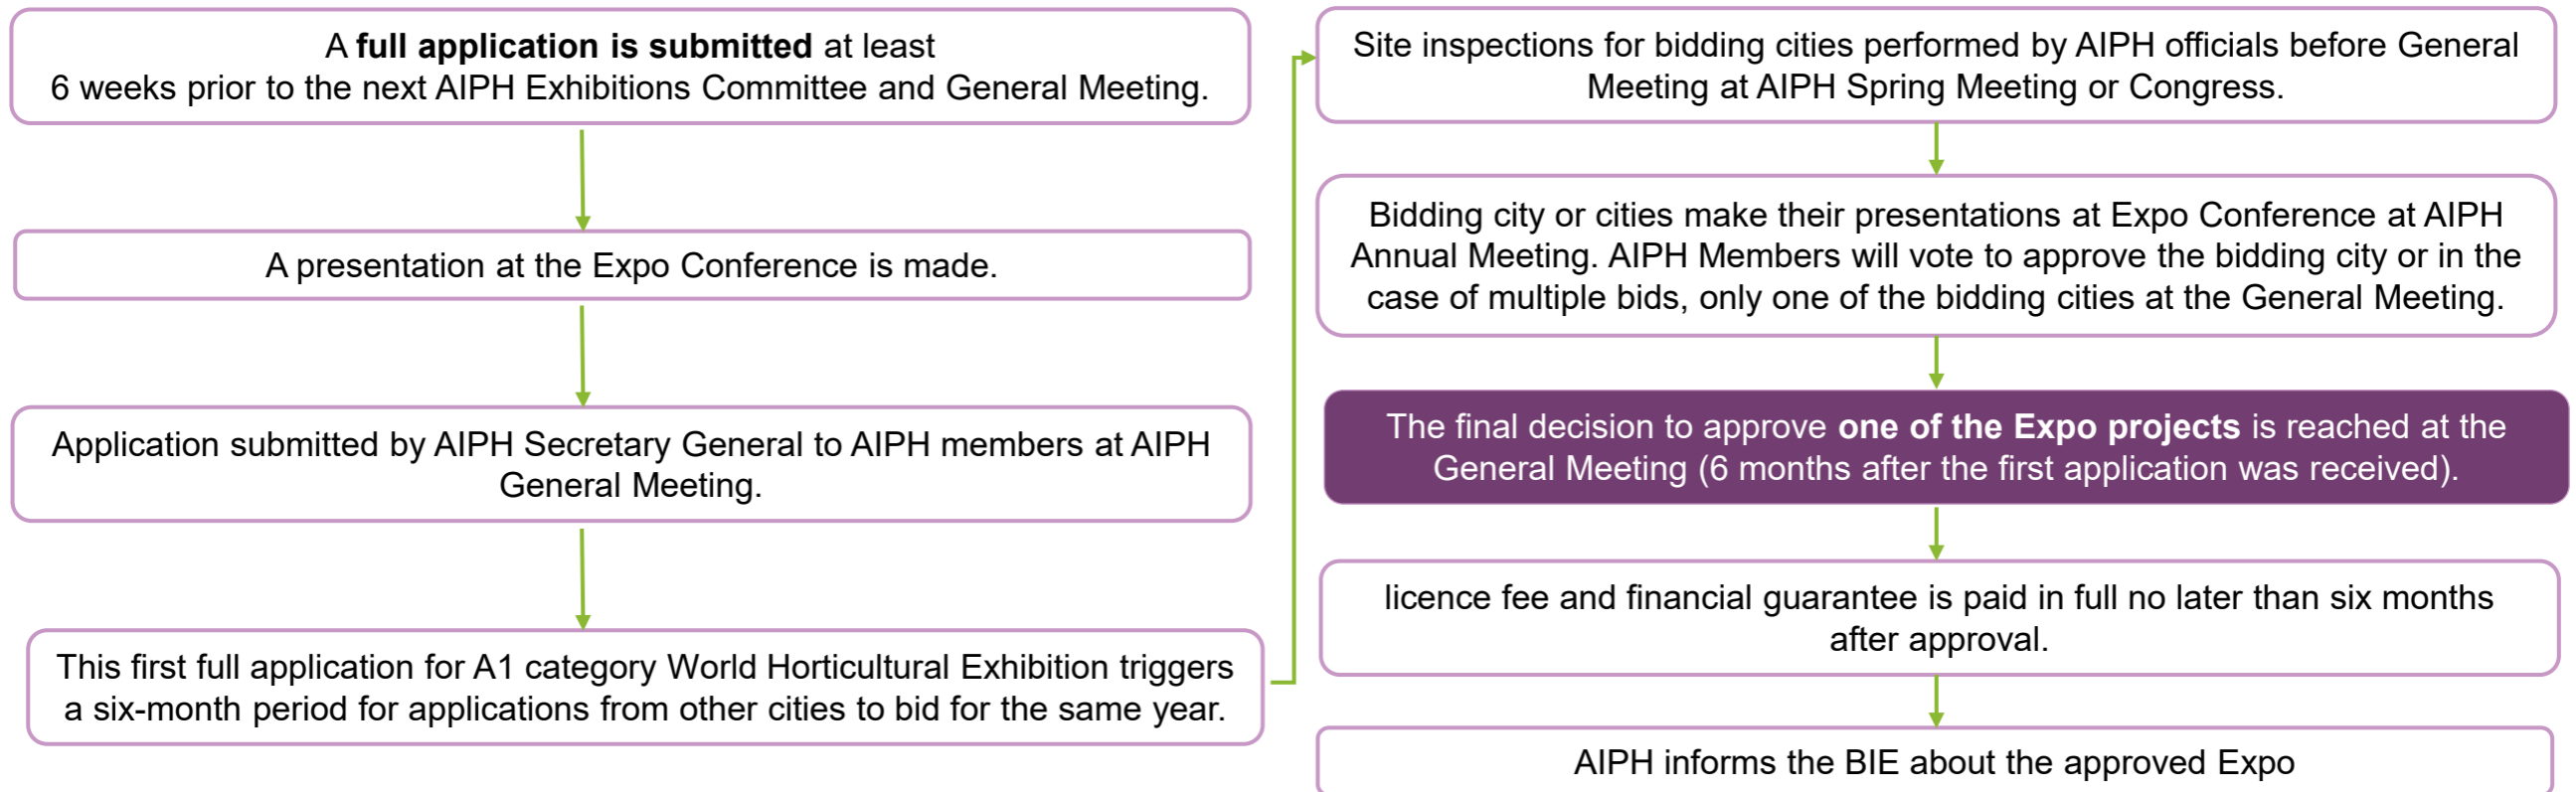 A full application is submitted at least
6 weeks prior to the next AIPH Exhibitions Committee and General Meeting.
A presentation at the Expo Conference is made.
Application submitted by AIPH Secretary General to AIPH members at AIPH
General Meeting.
This first full application for A1 category World Horticultural Exhibition triggers
a six-month period for applications from other cities to bid for the same year.
Site inspections for bidding cities performed by AIPH officials before General
Meeting at AIPH Spring Meeting or Congress.
Bidding city or cities make their presentations at Expo Conference at AIPH
Annual Meeting. AIPH Members will vote to approve the bidding city or in the
case of multiple bids, only one of the bidding cities at the General Meeting.
The final decision to approve one of the Expo projects is reached at the
General Meeting (6 months after the first application was received).
licence fee and financial guarantee is paid in full no later than six months
after approval.
AIPH informs the BIE about the approved Expo